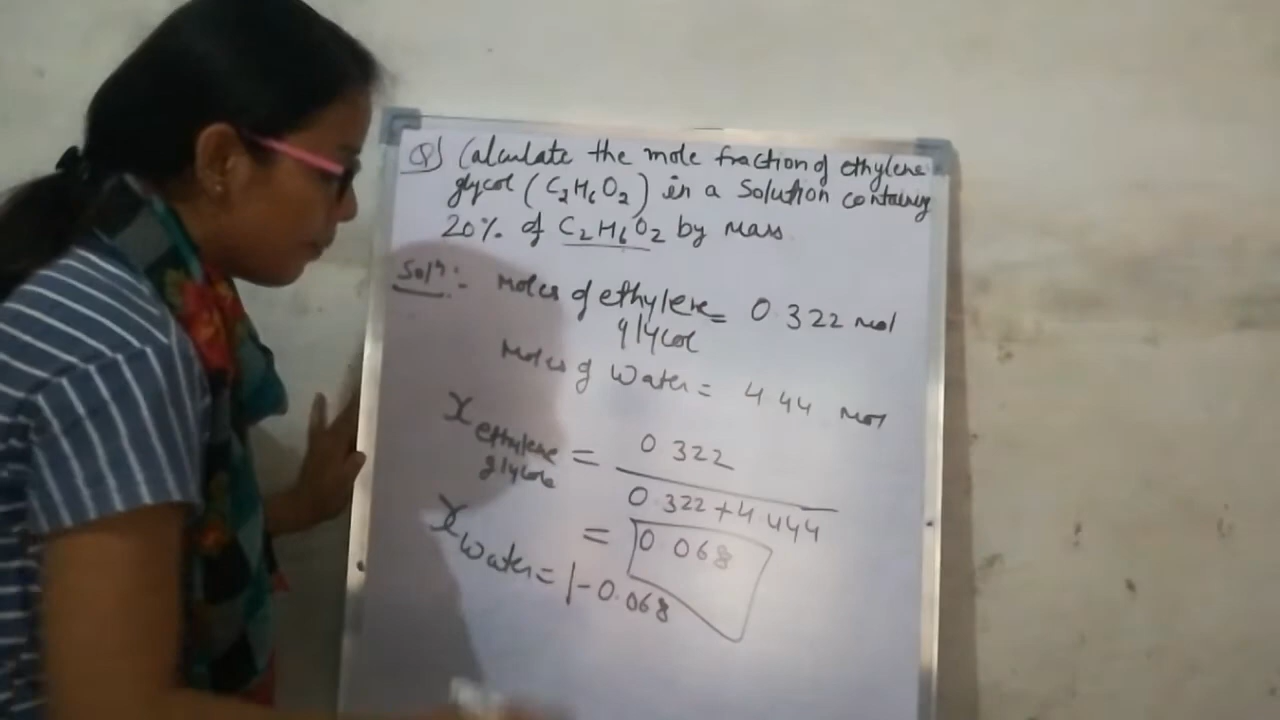 Q) Calculate the mole fraction of ethylene
glycol (C₂H₆O₂) in a Solution containing
20% of C₂H₆O₂ by mass.
Solⁿ:- Moles of ethylene = 0.322 mol
glycol
Moles of Water = 4.44 mol
x ethylene glycol = 0.322
0.322+4.444
= 0.068
x Water = 1-0.068